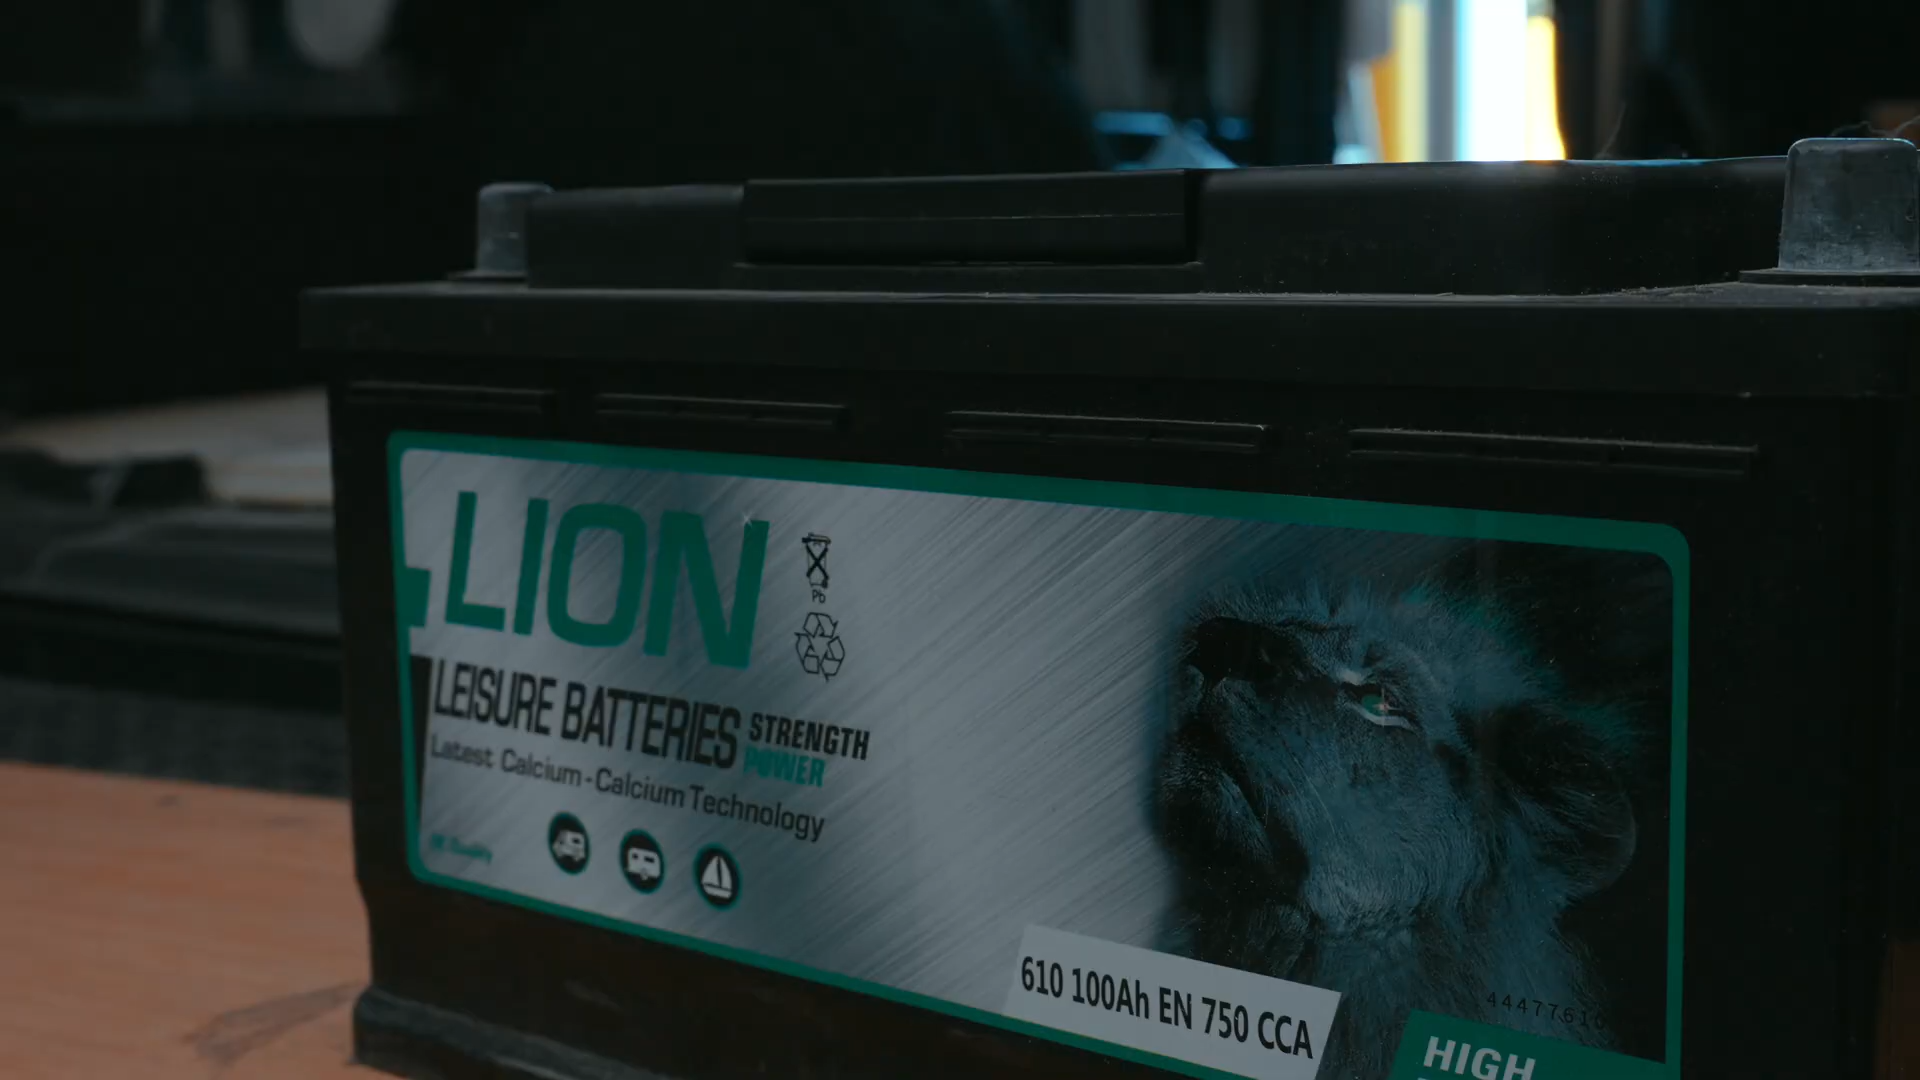 LION
Pb
LEISURE BATTERIES STRENGTH
POWER
Latest Calcium-Calcium Technology
610 100Ah EN 750 CCA
HIGH